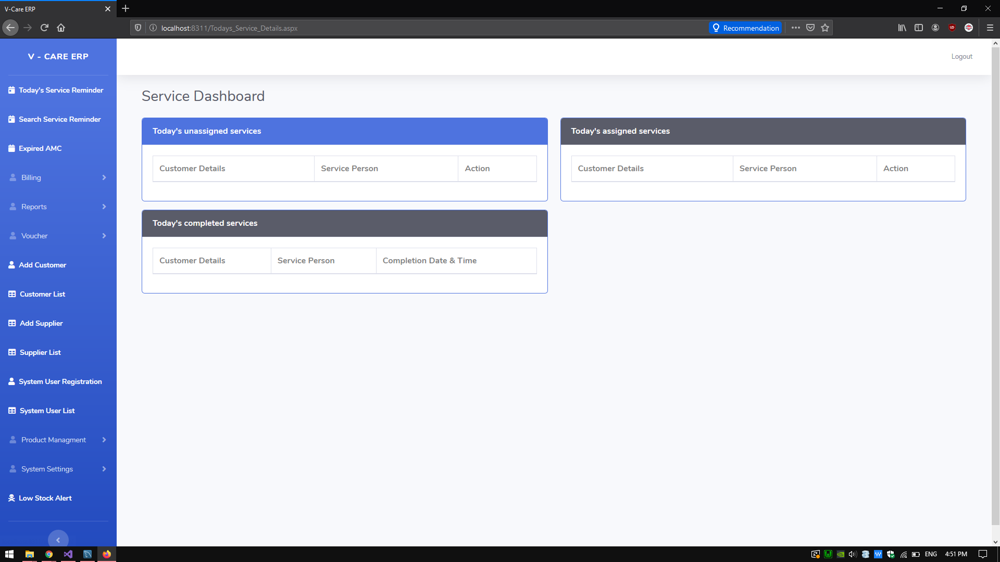 V-Care ERP
localhost:8311/Todays_Service_Details.aspx
Recommendation
V - CARE ERP
Logout
Today's Service Reminder
Search Service Reminder
Expired AMC
Billing
Reports
Voucher
Add Customer
Customer List
Add Supplier
Supplier List
System User Registration
System User List
Product Managment
System Settings
Low Stock Alert
Service Dashboard
Today's unassigned services
Customer Details Service Person Action
Today's assigned services
Customer Details Service Person Action
Today's completed services
Customer Details Service Person Completion Date & Time
ENG 4:51 PM